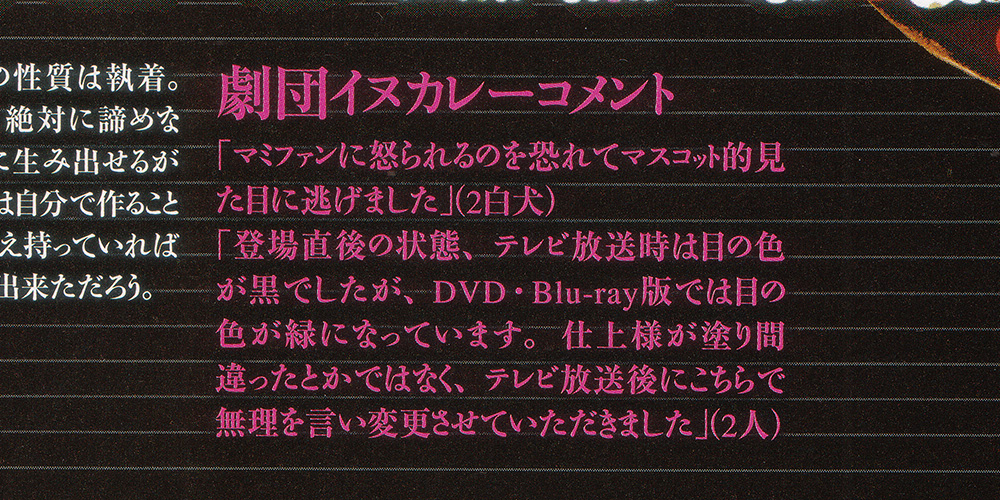 の性質は執着。
絶対に諦めな
に生み出せるが
は自分で作ること
え持っていれば
出来ただろう。
劇団イヌカレーコメント
「マミファンに怒られるのを恐れてマスコット的見
た目に逃げました」(2白犬)
「登場直後の状態、テレビ放送時は目の色
が黒でしたが、DVD・Blu-ray版では目の
色が緑になっています。仕上様が塗り間
違ったとかではなく、テレビ放送後にこちらで
無理を言い変更させていただきました」(2人)